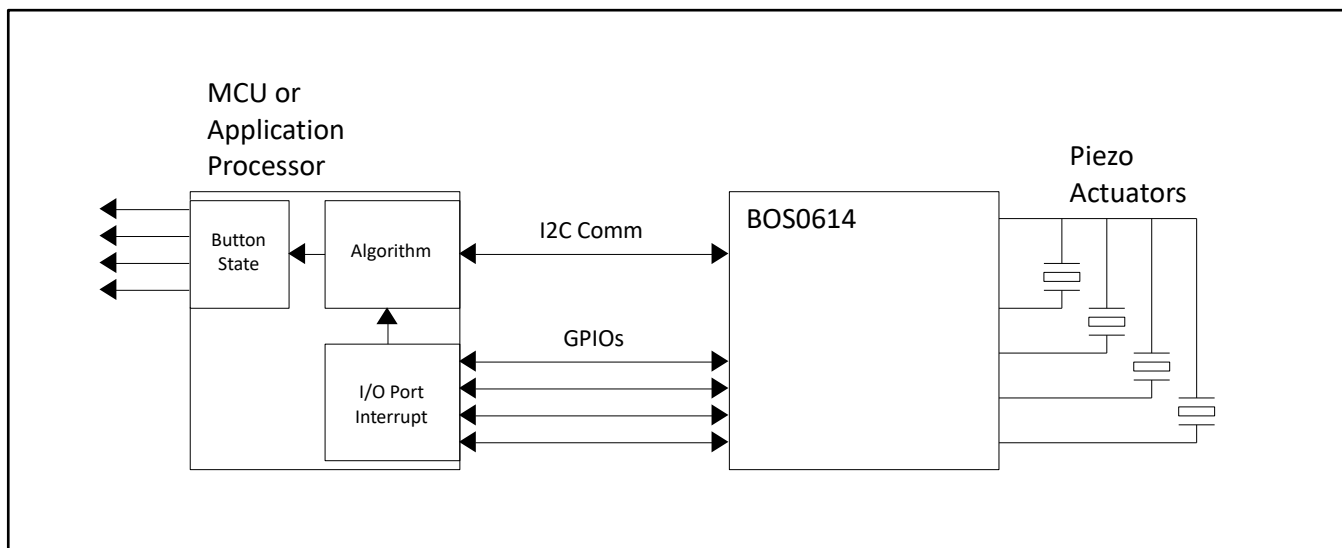 MCU or
Application
Processor
Button
State
Algorithm
I/O Port
Interrupt
I2C Comm
GPIOs
BOS0614
Piezo
Actuators